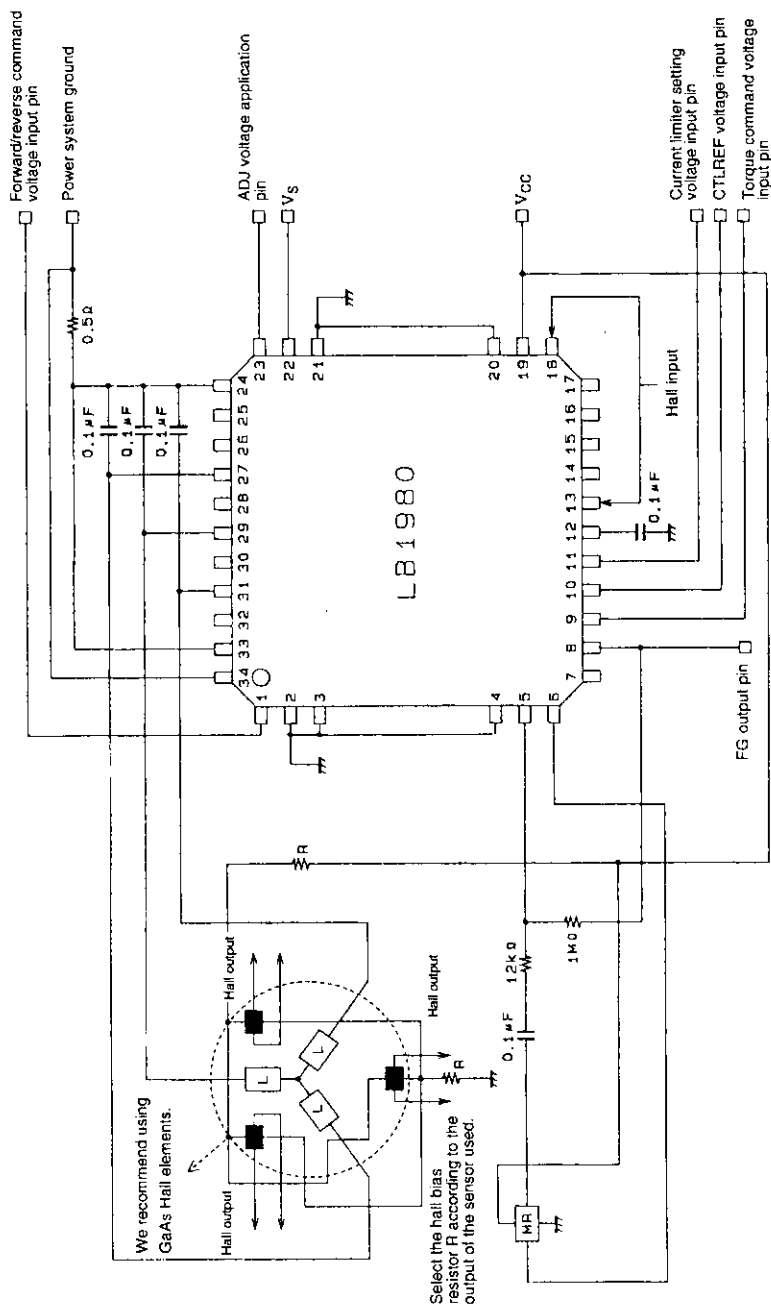 Forward/reverse command
voltage input pin
Power system ground
ADJ voltage application
pin
VS
VCC
Current limiter setting
voltage input pin
CTLREF voltage input pin
Torque command voltage
input pin
0.5Ω
0.1μF
0.1μF
0.1μF
23
22
21
20
19
18
24
25
26
27
28
29
30
31
32
33
34
17
16
15
14
13
12
11
10
9
8
7
1
2
3
4
5
6
LB1980
Hall input
0.1μF
FG output pin
R
Hall output
Hall output
Hall output
L
L
L
R
We recommend using
GaAs Hall elements.
Select the hall bias
resistor R according to the
output of the sensor used.
12kΩ
1MΩ
0.1μF
MR